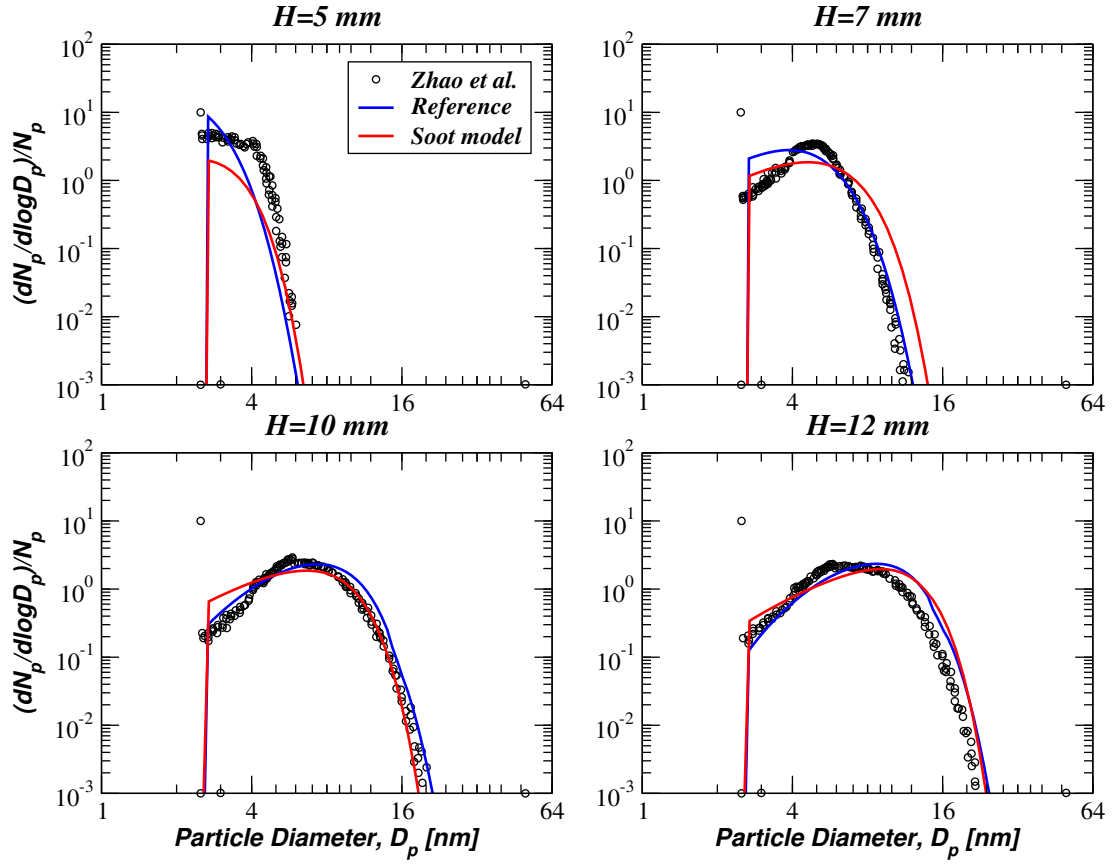 H=5 mm
H=7 mm
10^2
10^1
10^0
10^-1
10^-2
10^-3
(dN_p/dlogD_p)/N_p
Zhao et al.
Reference
Soot model
1 4 16 64
10^2
10^1
10^0
10^-1
10^-2
10^-3
1 4 16 64
H=10 mm
H=12 mm
10^2
10^1
10^0
10^-1
10^-2
10^-3
(dN_p/dlogD_p)/N_p
1 4 16 64
Particle Diameter, D_p [nm]
10^2
10^1
10^0
10^-1
10^-2
10^-3
1 4 16 64
Particle Diameter, D_p [nm]